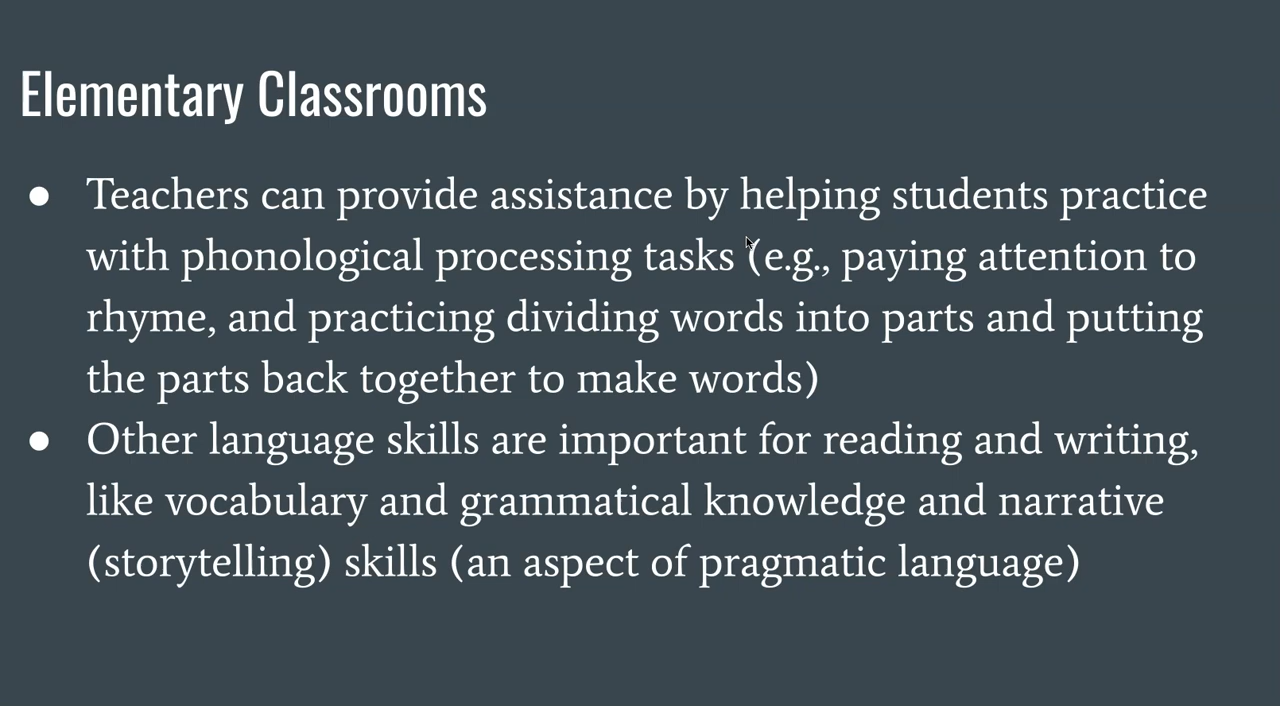 Elementary Classrooms
● Teachers can provide assistance by helping students practice
with phonological processing tasks (e.g., paying attention to
rhyme, and practicing dividing words into parts and putting
the parts back together to make words)
● Other language skills are important for reading and writing,
like vocabulary and grammatical knowledge and narrative
(storytelling) skills (an aspect of pragmatic language)